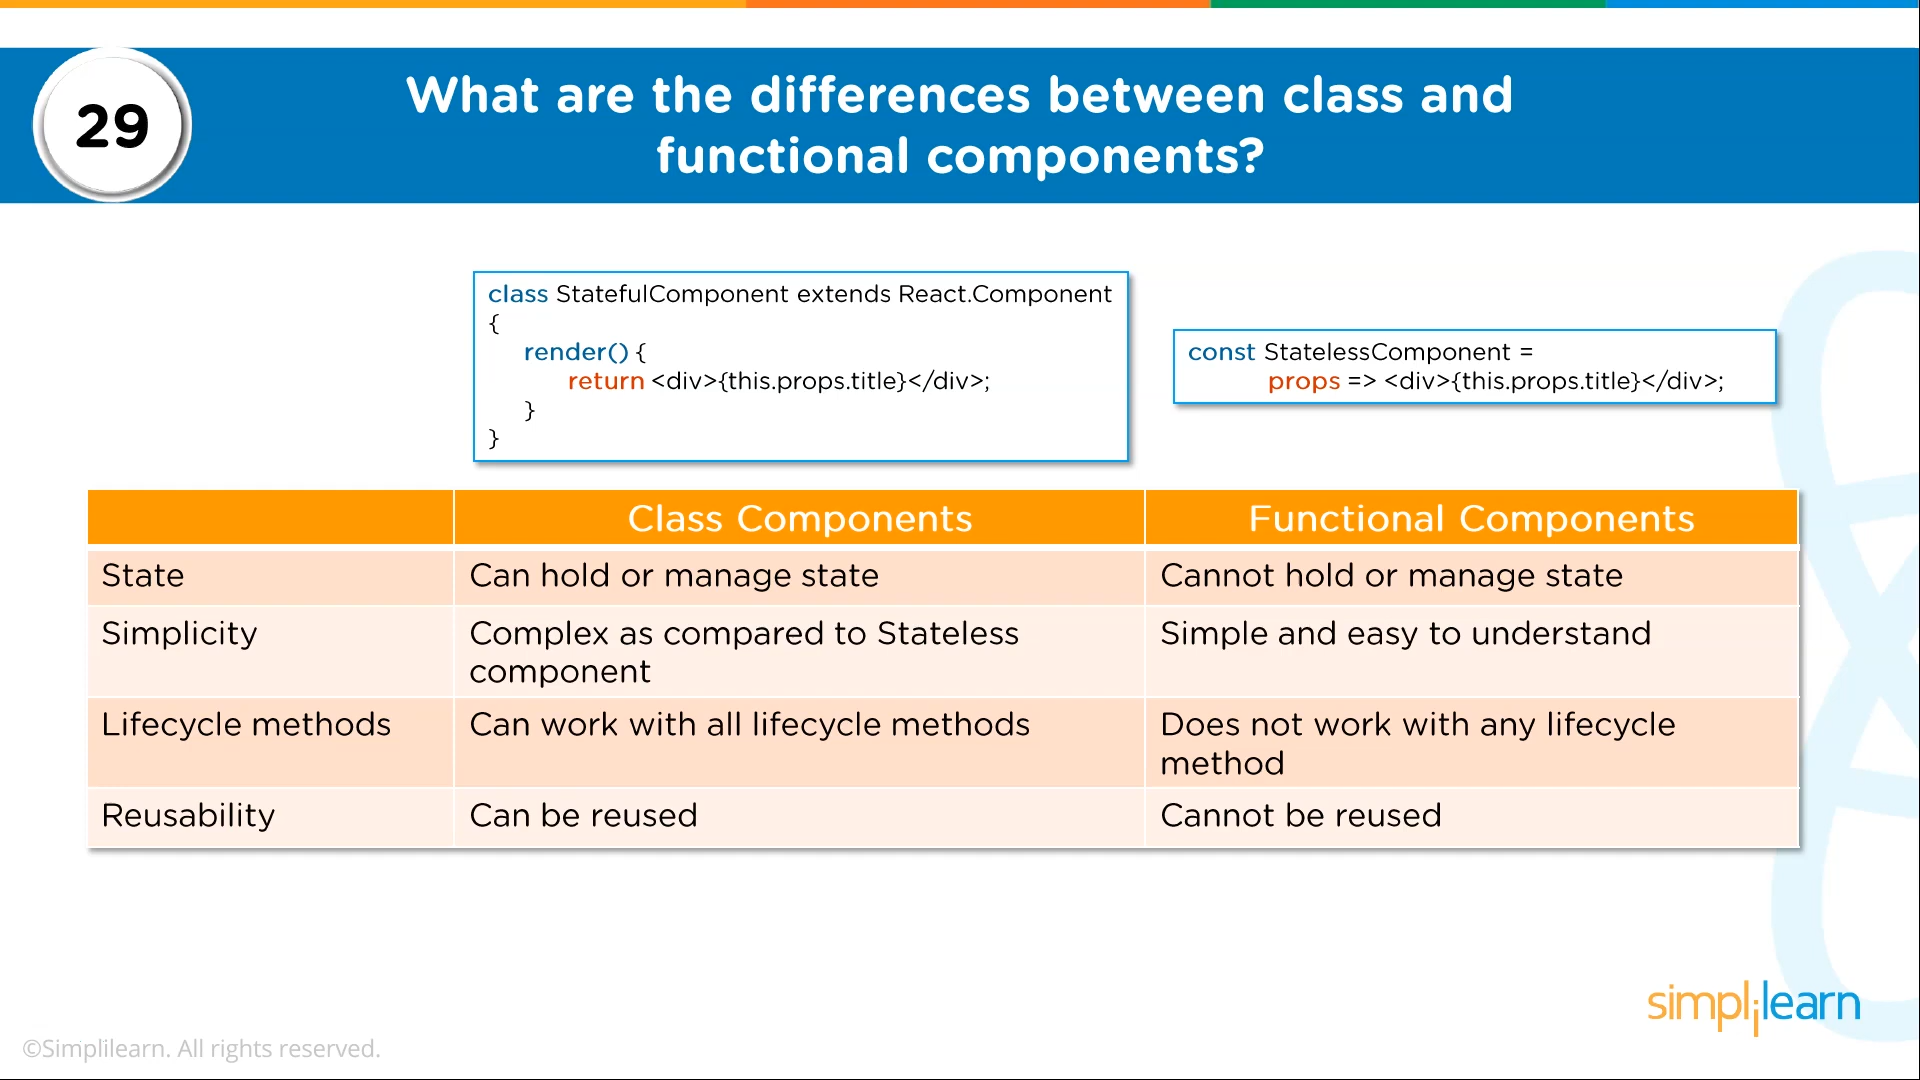 29
What are the differences between class and
functional components?
class StatefulComponent extends React.Component
{
render() {
return <div>{this.props.title}</div>;
}
}
const StatelessComponent =
props => <div>{this.props.title}</div>;
Class Components
Functional Components
State
Can hold or manage state
Cannot hold or manage state
Simplicity
Complex as compared to Stateless
component
Simple and easy to understand
Lifecycle methods
Can work with all lifecycle methods
Does not work with any lifecycle
method
Reusability
Can be reused
Cannot be reused
simplilearn
©Simplilearn. All rights reserved.